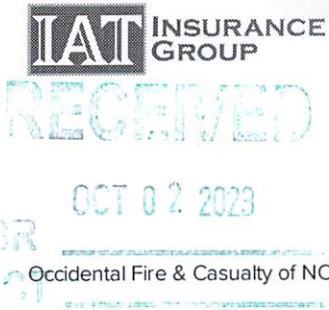 IAT INSURANCE
GROUP
RECEIVED
OCT 02 2023
Occidental Fire & Casualty of NC